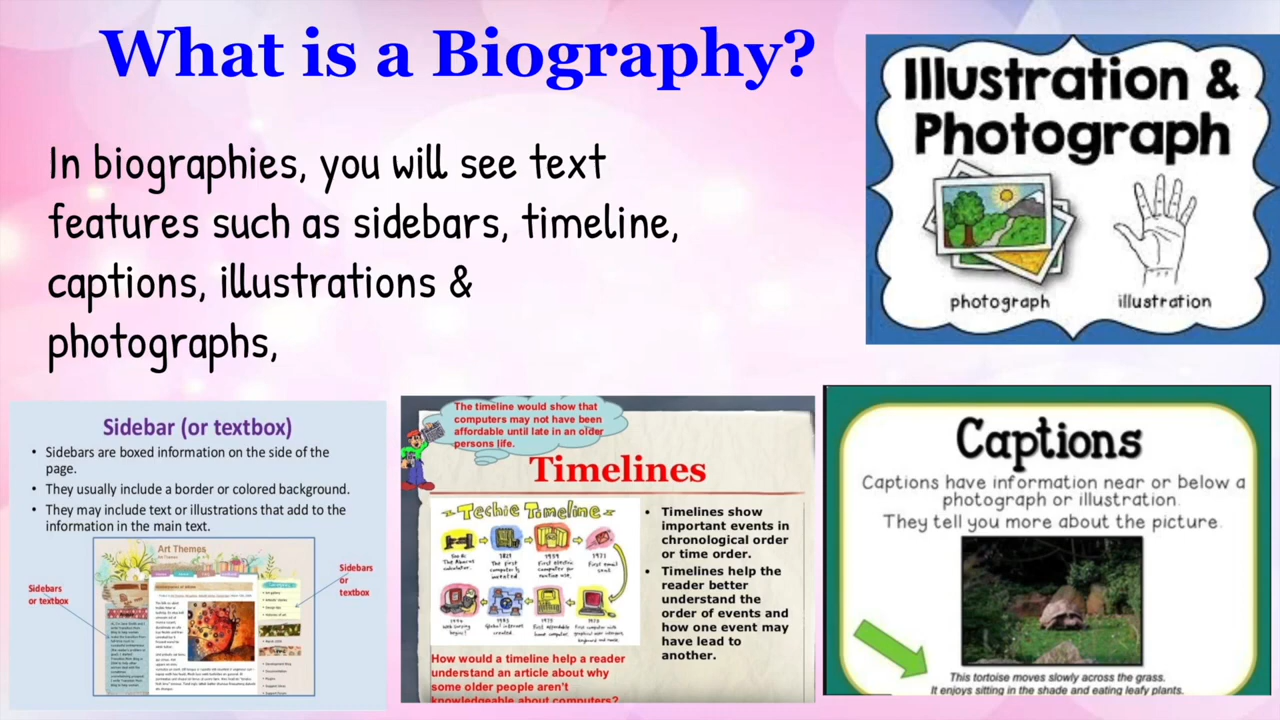 What is a Biography?
In biographies, you will see text
features such as sidebars, timeline,
captions, illustrations &
photographs,
Illustration &
Photograph
photograph
illustration
Sidebar (or textbox)
• Sidebars are boxed information on the side of the
page.
• They usually include a border or colored background.
• They may include text or illustrations that add to the
information in the main text.
Art Themes
Sidebars
or textbox
Sidebars
or
textbox
The timeline would show that
computers may not have been
affordable until late in an older
persons life.
Timelines
Techie Timeline
• Timelines show
important events in
chronological order
or time order.
• Timelines help the
reader better
understand the
order of events and
how one event may
have lead to
another.
How would a timeline help a reader
understand an article about why
some older people aren't
knowledgeable about computers?
Captions
Captions have information near or below a
photograph or illustration.
They tell you more about the picture.
This tortoise moves slowly across the grass.
It enjoys sitting in the shade and eating leafy plants.